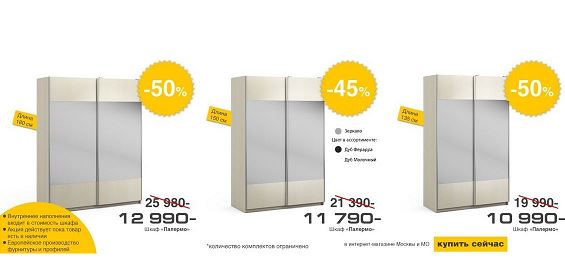 -50%
Длина
180 см
25 980-
12 990-
Шкаф «Палермо»
• Внутреннее наполнение
входит в стоимость шкафа
• Акция действует пока товар
есть в наличии
• Европейское производство
фурнитуры и профилей
-45%
Длина
150 см
Зеркало
Цвет в ассортименте:
Дуб Феррара
Дуб Молочный
21 390-
11 790-
Шкаф «Палермо»
*количество комплектов ограничено
-50%
Длина
135 см
19 990-
10 990-
Шкаф «Палермо»
в интернет-магазине Москвы и МО
купить сейчас